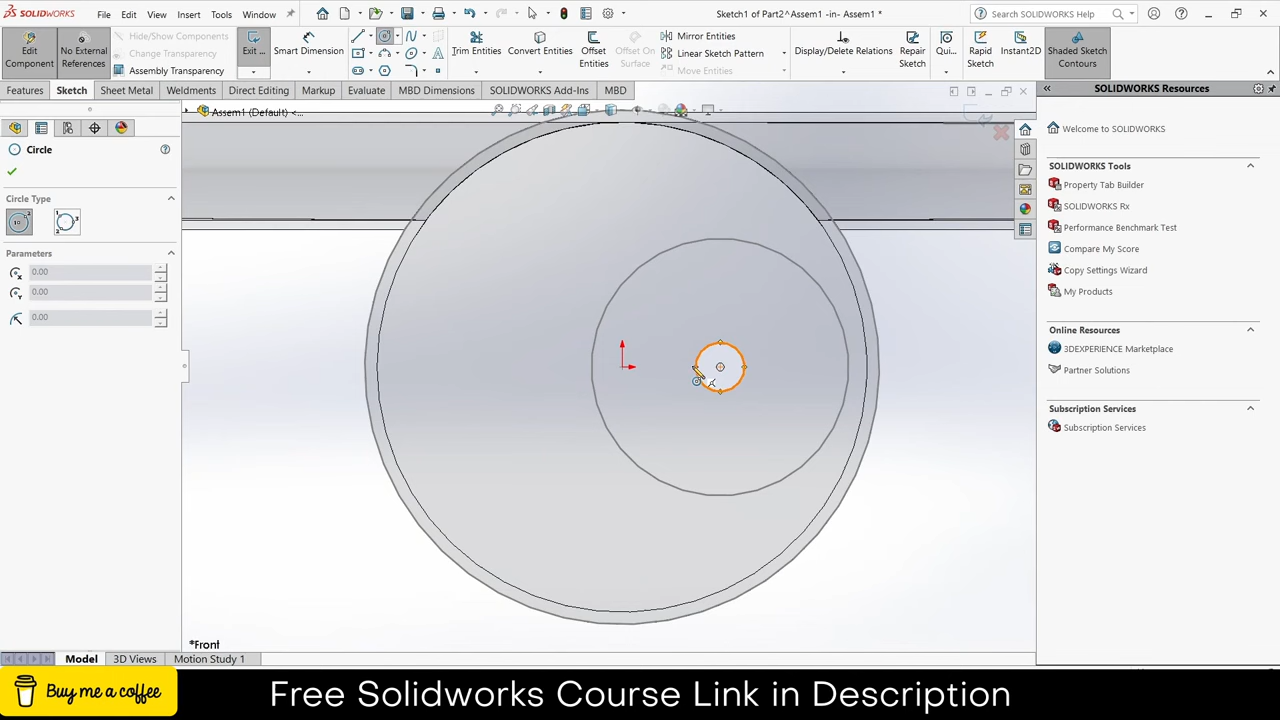 SOLIDWORKS
File Edit View Insert Tools Window
Sketch1 of Part2^Assem1 -in- Assem1 *
Search SOLIDWORKS Help
Edit Component
No External References
Hide/Show Components
Change Transparency
Assembly Transparency
Exit ...
Smart Dimension
Trim Entities
Convert Entities
Offset Entities
Offset On Surface
Mirror Entities
Linear Sketch Pattern
Move Entities
Display/Delete Relations
Repair Sketch
Qui...
Rapid Sketch
Instant2D
Shaded Sketch Contours
Features Sketch Sheet Metal Weldments Direct Editing Markup Evaluate MBD Dimensions SOLIDWORKS Add-Ins MBD
SOLIDWORKS Resources
Assem1 (Default) <...
Circle
Circle Type
Parameters
0.00
0.00
0.00
Welcome to SOLIDWORKS
SOLIDWORKS Tools
Property Tab Builder
SOLIDWORKS Rx
Performance Benchmark Test
Compare My Score
Copy Settings Wizard
My Products
Online Resources
3DEXPERIENCE Marketplace
Partner Solutions
Subscription Services
Subscription Services
*Front
Model 3D Views Motion Study 1
Buy me a coffee
Free Solidworks Course Link in Description